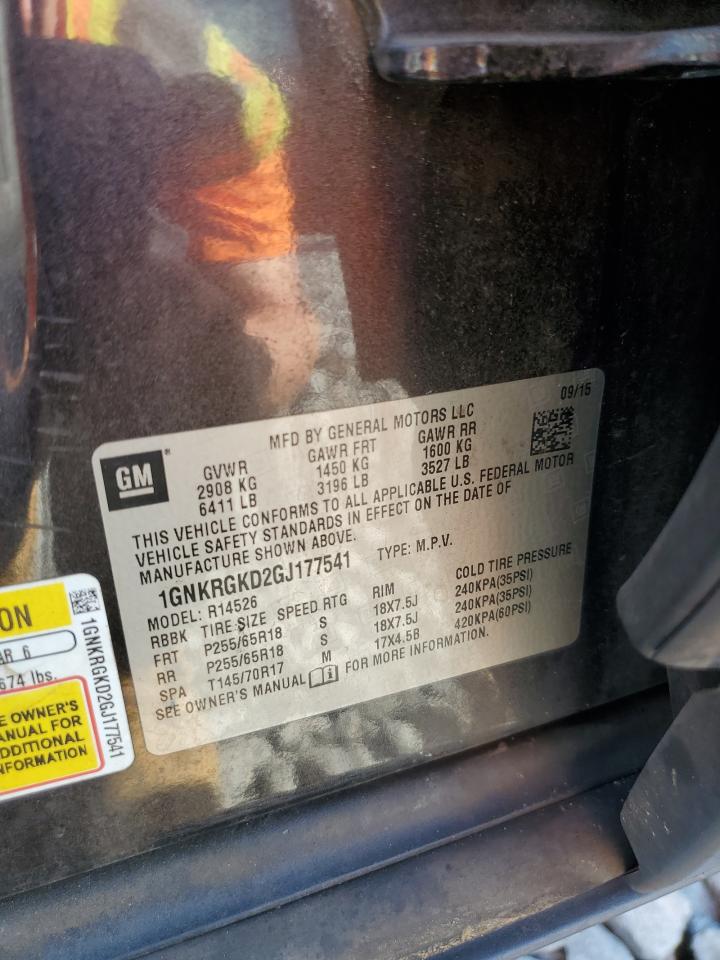 09/15
MFD BY GENERAL MOTORS LLC
GM®
GVWR GAWR FRT GAWR RR
2908 KG 1450 KG 1600 KG
6411 LB 3196 LB 3527 LB
THIS VEHICLE CONFORMS TO ALL APPLICABLE U.S. FEDERAL MOTOR
VEHICLE SAFETY STANDARDS IN EFFECT ON THE DATE OF
MANUFACTURE SHOWN ABOVE.
1GNKRGKD2GJ177541 TYPE: M.P.V.
MODEL: R14526
RBBK TIRE SIZE SPEED RTG RIM COLD TIRE PRESSURE
FRT P255/65R18 S 18X7.5J 240KPA(35PSI)
RR P255/65R18 S 18X7.5J 240KPA(35PSI)
SPA T145/70R17 M 17X4.5B 420KPA(60PSI)
SEE OWNER'S MANUAL FOR MORE INFORMATION.
ON
AR 6
674 lbs.
E OWNER'S
ANUAL FOR
DDITIONAL
NFORMATION
1GNKRGKD2GJ177541